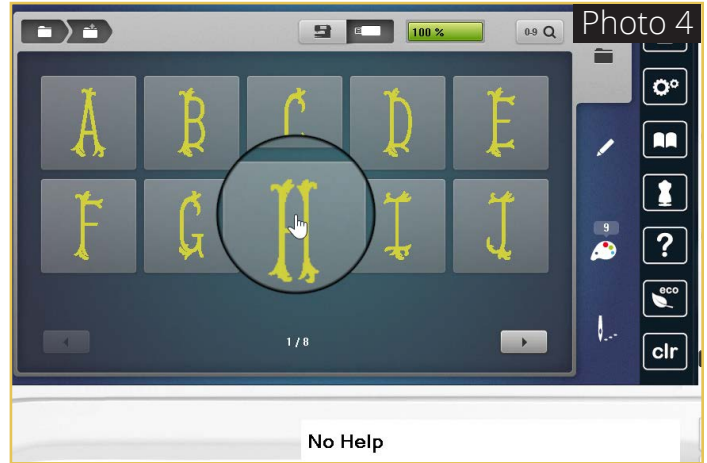 Photo 4
100 %
0-9
A B C D E
F G H I J
9
?
eco
clr
1 / 8
No Help